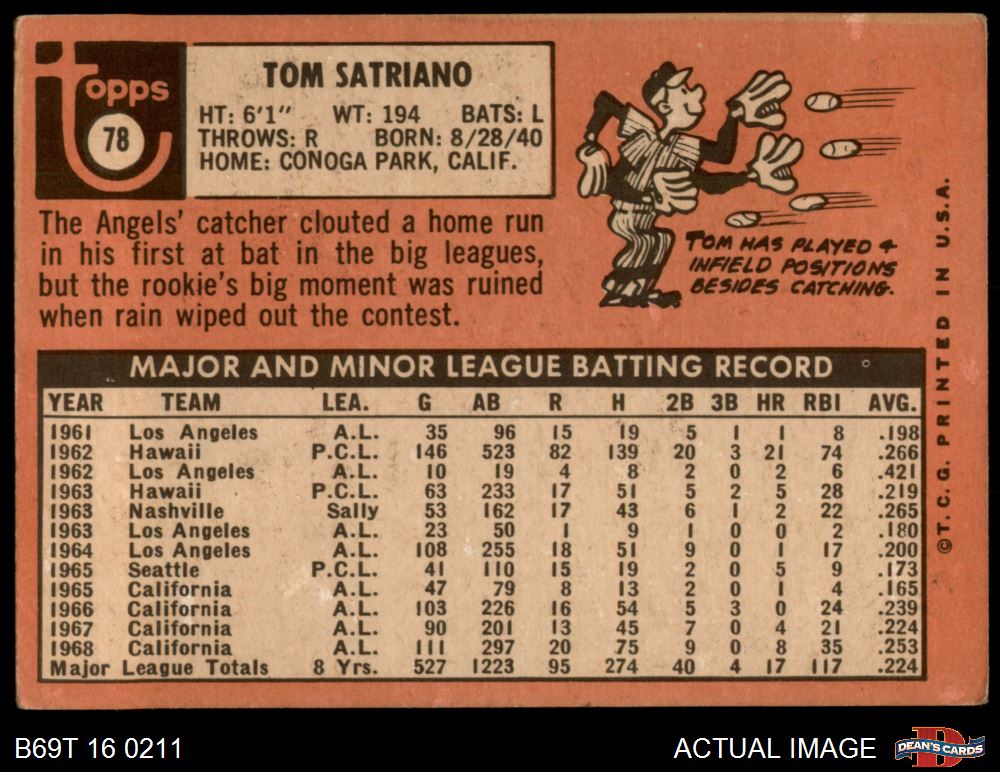 Topps
78
TOM SATRIANO
HT: 6'1" WT: 194 BATS: L
THROWS: R BORN: 8/28/40
HOME: CONOGA PARK, CALIF.
The Angels' catcher clouted a home run
in his first at bat in the big leagues,
but the rookie's big moment was ruined
when rain wiped out the contest.
TOM HAS PLAYED 4
INFIELD POSITIONS
BESIDES CATCHING.
MAJOR AND MINOR LEAGUE BATTING RECORD
YEAR TEAM LEA. G AB R H 2B 3B HR RBI AVG.
1961 Los Angeles A.L. 35 96 15 19 5 1 1 8 .198
1962 Hawaii P.C.L. 146 523 82 139 20 3 21 74 .266
1962 Los Angeles A.L. 10 19 4 8 2 0 2 6 .421
1963 Hawaii P.C.L. 63 233 17 51 5 2 5 28 .219
1963 Nashville Sally 53 162 17 43 6 1 2 22 .265
1963 Los Angeles A.L. 23 50 1 9 1 0 0 2 .180
1964 Los Angeles A.L. 108 255 18 51 9 0 1 17 .200
1965 Seattle P.C.L. 41 110 15 19 2 0 5 9 .173
1965 California A.L. 47 79 8 13 2 0 1 4 .165
1966 California A.L. 103 226 16 54 5 3 0 24 .239
1967 California A.L. 90 201 13 45 7 0 4 21 .224
1968 California A.L. 111 297 20 75 9 0 8 35 .253
Major League Totals 8 Yrs. 527 1223 95 274 40 4 17 117 .224
©T.C.G. PRINTED IN U.S.A.
B69T 16 0211
ACTUAL IMAGE
DEAN'S CARDS